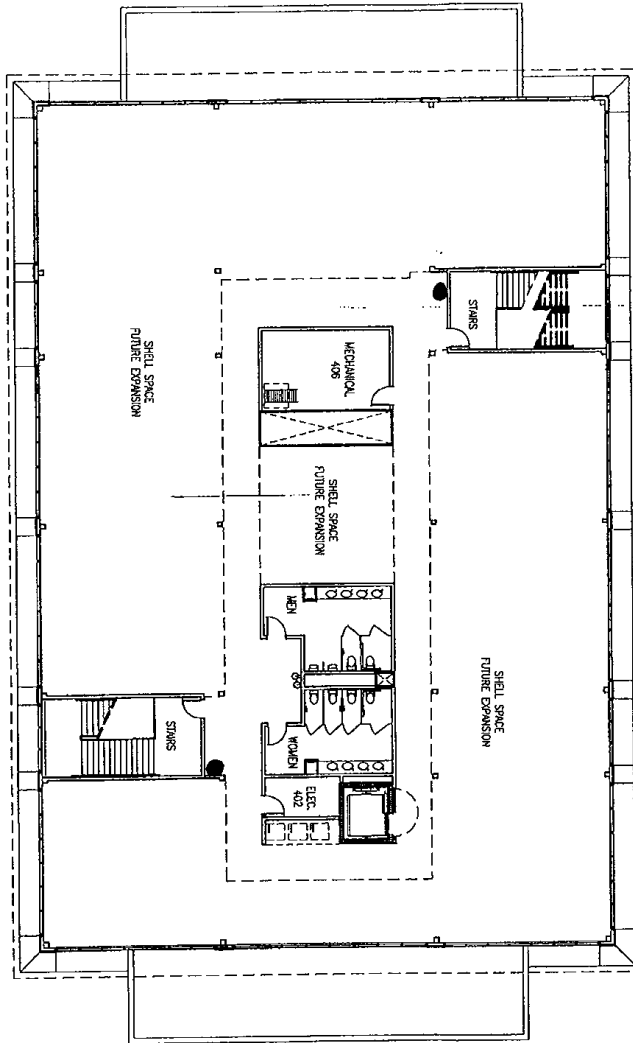 STAIRS
MECHANICAL
406
SHELL SPACE
FUTURE EXPANSION
SHELL SPACE
FUTURE EXPANSION
MEN
SHELL SPACE
FUTURE EXPANSION
STAIRS
WOMEN
ELEC.
402